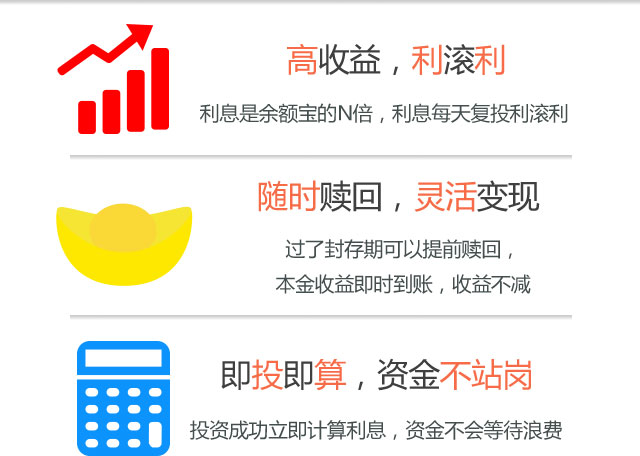 高收益，利滚利
利息是余额宝的N倍，利息每天复投利滚利
随时赎回，灵活变现
过了封存期可以提前赎回，
本金收益即时到账，收益不减
即投即算，资金不站岗
投资成功立即计算利息，资金不会等待浪费